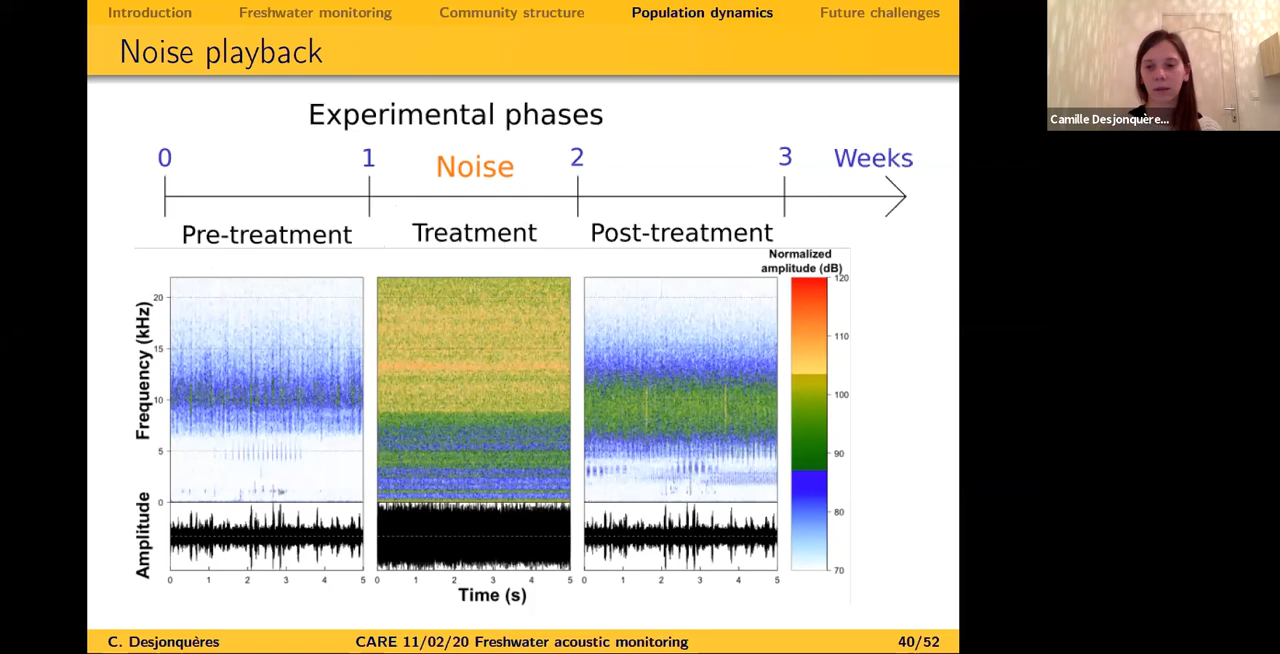 Introduction Freshwater monitoring Community structure Population dynamics Future challenges
Noise playback
Camille Desjonquère...
Experimental phases
0 1 Noise 2 3 Weeks
Pre-treatment Treatment Post-treatment
Normalized
amplitude (dB)
Frequency (kHz)
20
15
10
5
0
120
110
100
90
80
70
Amplitude
0 1 2 3 4 5 0 1 2 3 4 5 0 1 2 3 4 5
Time (s)
C. Desjonquères CARE 11/02/20 Freshwater acoustic monitoring 40/52